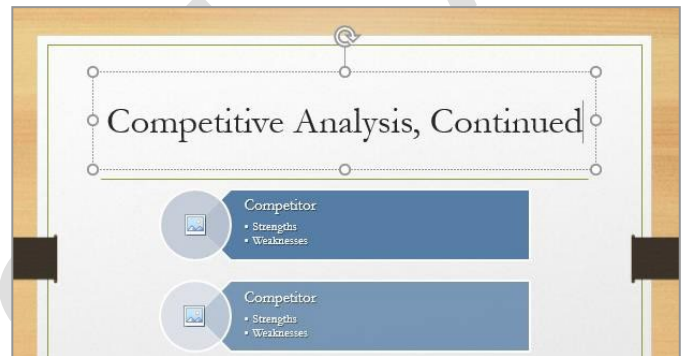 Competitive Analysis, Continued
Competitor
• Strengths
• Weaknesses
Competitor
• Strengths
• Weaknesses